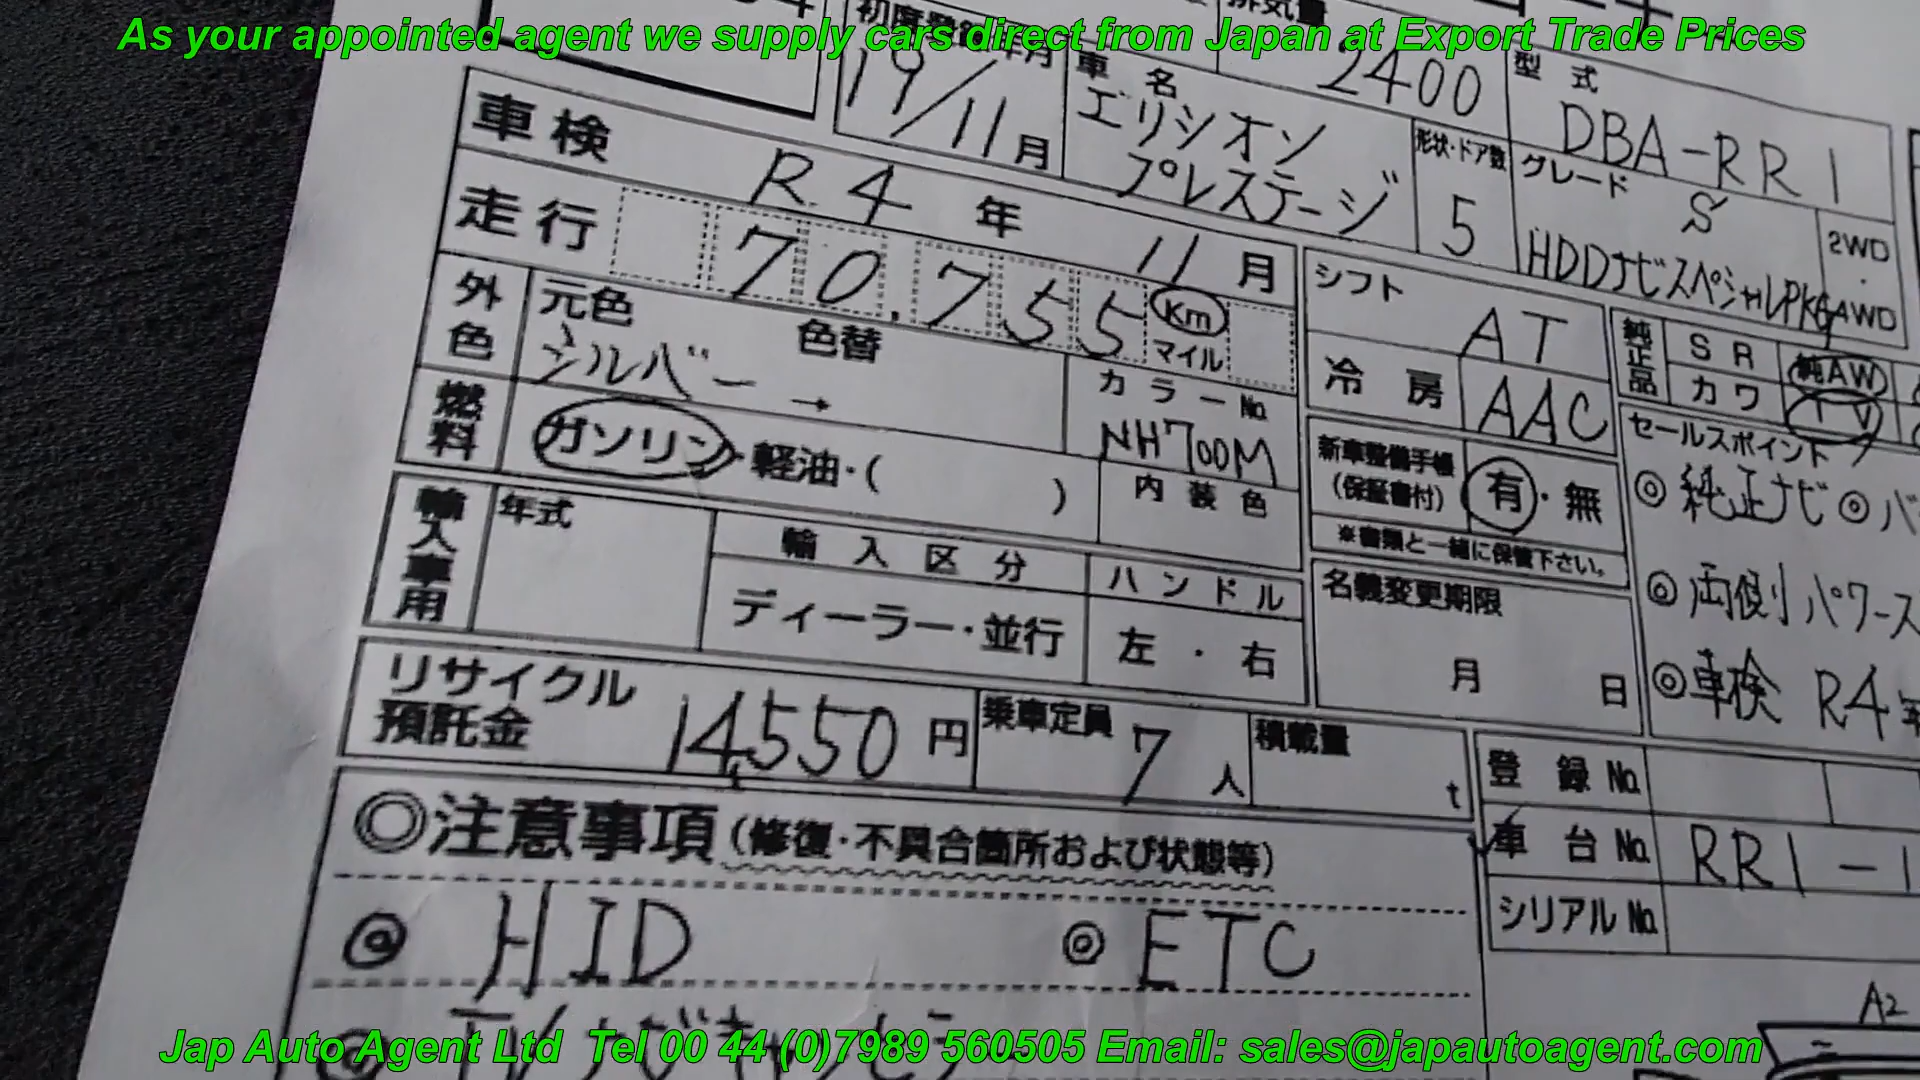 As your appointed agent we supply cars direct from Japan at Export Trade Prices
初度登録年月
19/11月
車名
エリシオン
プレステージ
排気量
2400
型式
DBA-RR1
形状・ドア数
5
グレード
S
HDDナビスペシャルPKG
2WD
・
AWD
車検
R4年 11月
走行
70,755 Km
マイル
外色
元色
シルバー
色替
→
カラーNo.
NH700M
燃料
ガソリン・軽油・( )
内装色
シフト
AT
冷房
AAC
純正品
SR
純AW
カワ
TV
新車整備手帳
(保証書付)
有・無
※書類と一緒に保管下さい。
セールスポイント
◎純正ナビ◎バ
◎両側パワース
◎車検 R4年
輸入車用
年式
輸入区分
ディーラー・並行
ハンドル
左・右
名義変更期限
月 日
リサイクル
預託金
14,550円
乗車定員
7人
積載量
t
登録No.
車台No.
RR1-1
シリアルNo.
◎注意事項(修復・不具合箇所および状態等)
◎ HID ◎ ETC
A2
Jap Auto Agent Ltd Tel 00 44 (0)7989 560505 Email: sales@japautoagent.com